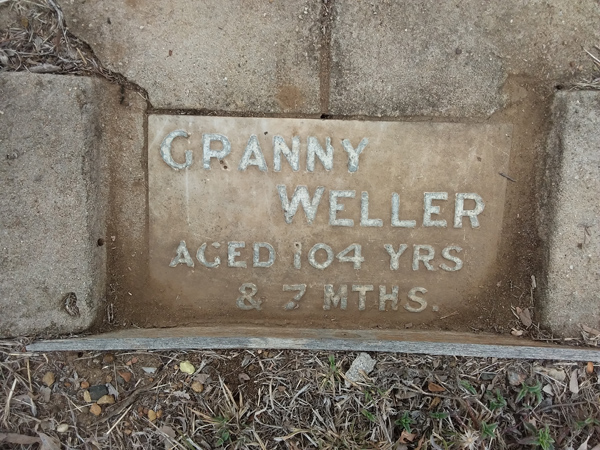 GRANNY
WELLER
AGED 104 YRS
& 7 MTHS.